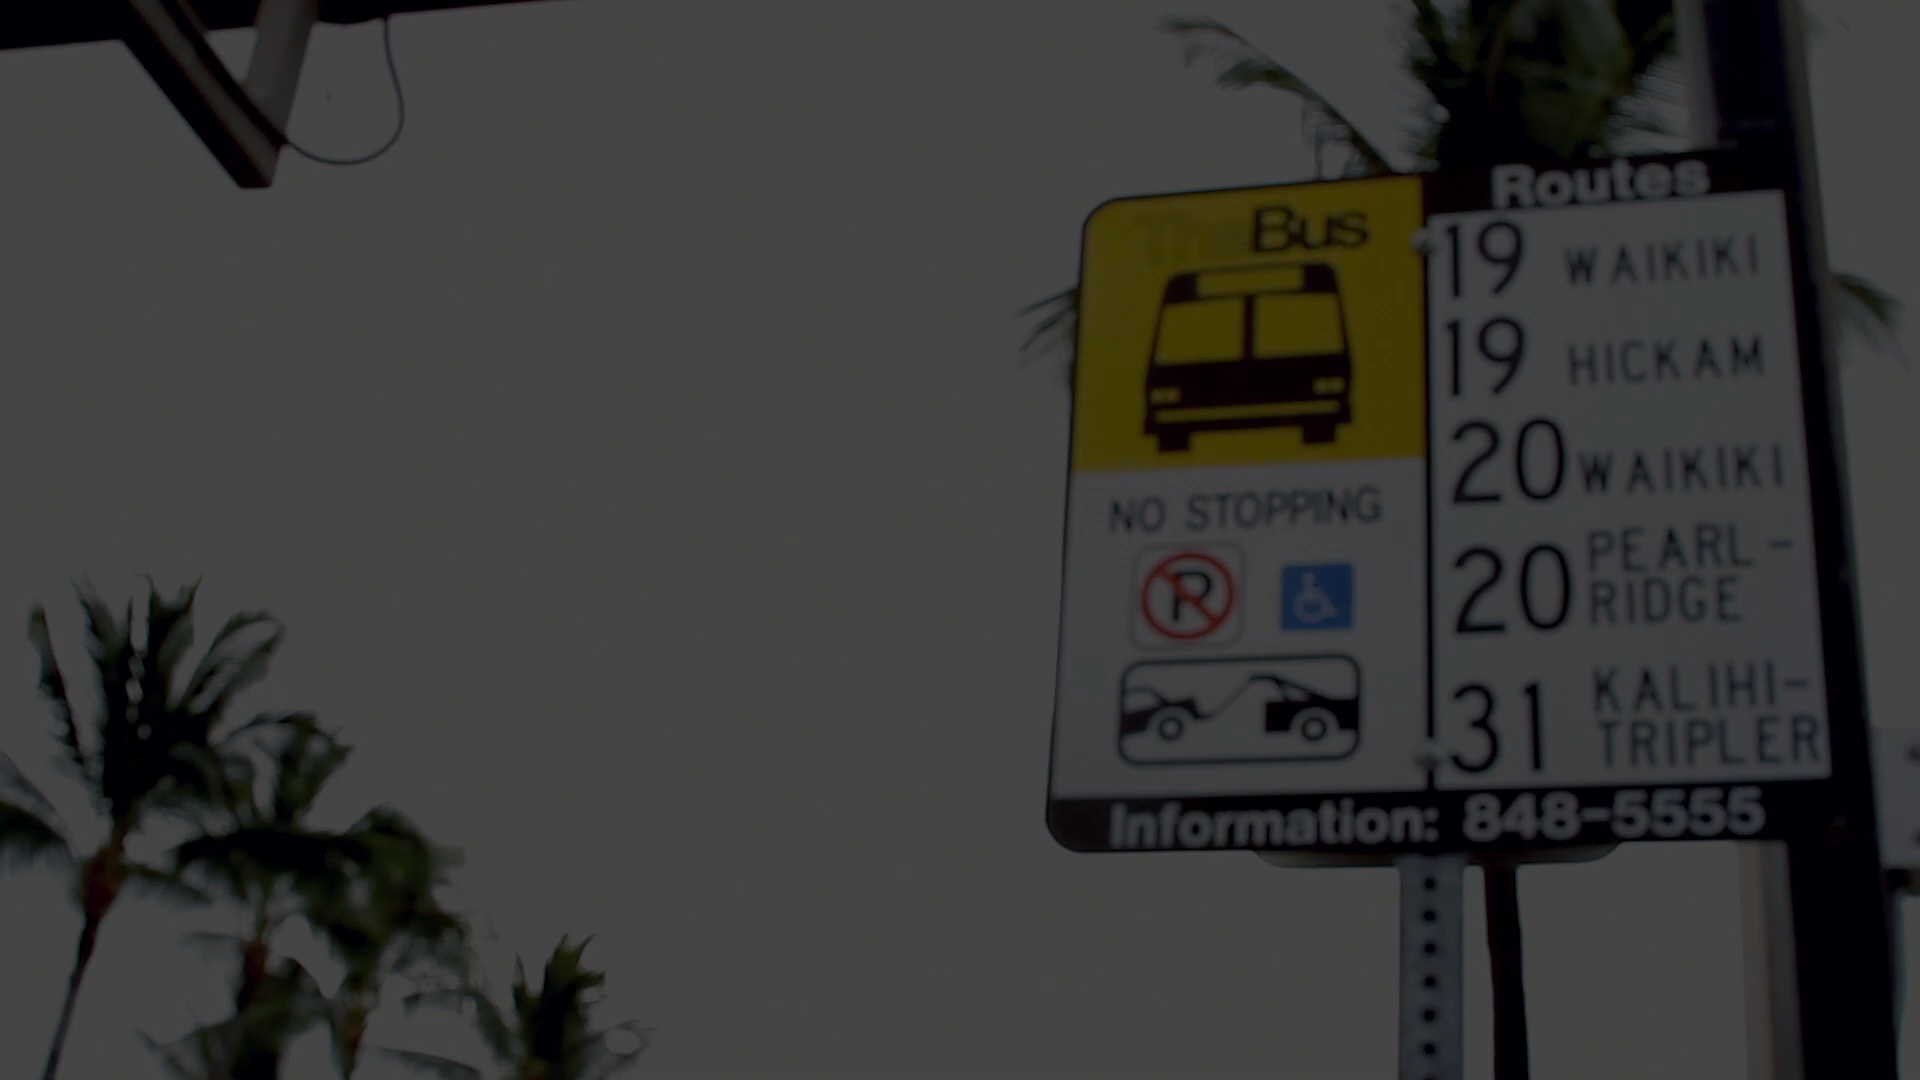 TheBus
NO STOPPING
P
Routes
19 WAIKIKI
19 HICKAM
20 WAIKIKI
20 PEARL-
RIDGE
31 KALIHI-
TRIPLER
Information: 848-5555